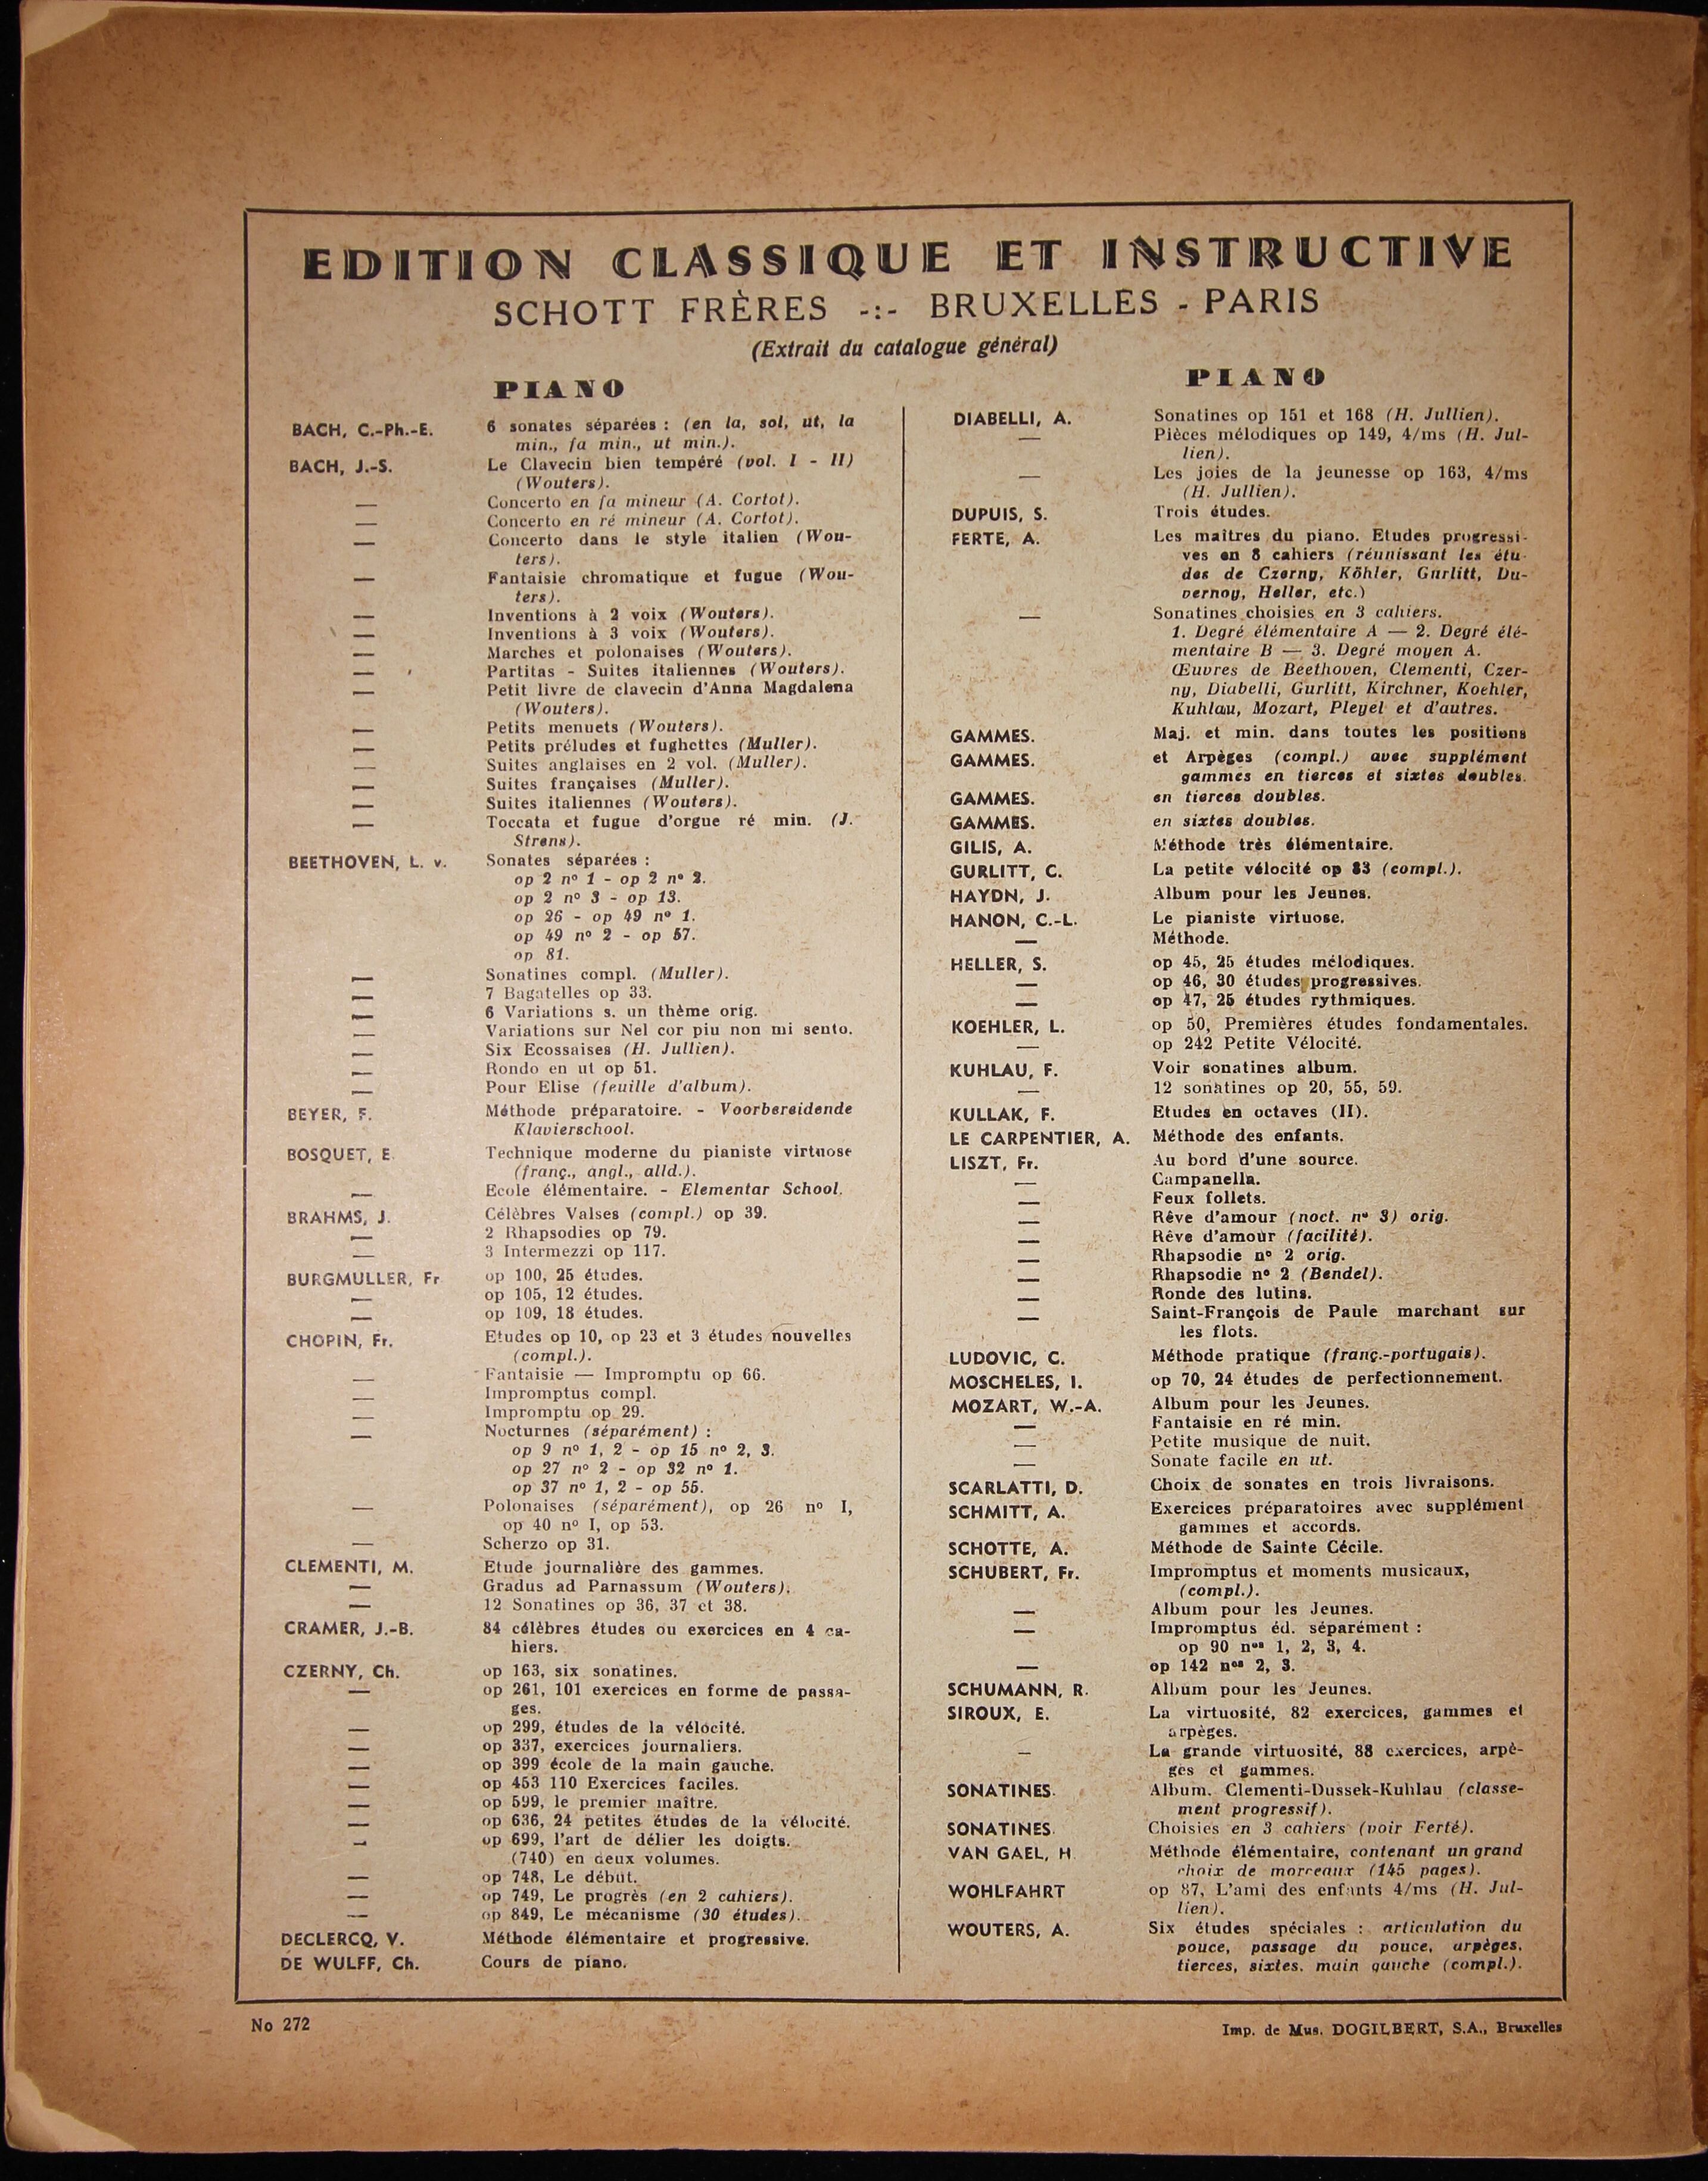 EDITION CLASSIQUE ET INSTRUCTIVE
SCHOTT FRÈRES -:- BRUXELLES - PARIS
(Extrait du catalogue général)
PIANO
BACH, C.-Ph.-E. 6 sonates séparées : (en la, sol, ut, la
min., fa min., ut min.).
BACH, J.-S. Le Clavecin bien tempéré (vol. I - II)
(Wouters).
— Concerto en fa mineur (A. Cortot).
— Concerto en ré mineur (A. Cortot).
— Concerto dans le style italien (Wou-
ters).
— Fantaisie chromatique et fugue (Wou-
ters).
— Inventions à 2 voix (Wouters).
— Inventions à 3 voix (Wouters).
— Marches et polonaises (Wouters).
— Partitas - Suites italiennes (Wouters).
— Petit livre de clavecin d'Anna Magdalena
(Wouters).
— Petits menuets (Wouters).
— Petits préludes et fughettes (Muller).
— Suites anglaises en 2 vol. (Muller).
— Suites françaises (Muller).
— Suites italiennes (Wouters).
— Toccata et fugue d'orgue ré min. (J.
Strens).
BEETHOVEN, L. v. Sonates séparées :
op 2 nº 1 - op 2 nº 2.
op 2 nº 3 - op 13.
op 26 - op 49 nº 1.
op 49 nº 2 - op 57.
op 81.
— Sonatines compl. (Muller).
— 7 Bagatelles op 33.
— 6 Variations s. un thème orig.
— Variations sur Nel cor piu non mi sento.
— Six Ecossaises (H. Jullien).
— Rondo en ut op 51.
— Pour Elise (feuille d'album).
BEYER, F. Méthode préparatoire. - Voorbereidende
Klavierschool.
BOSQUET, E. Technique moderne du pianiste virtuose
(franç., angl., alld.).
— Ecole élémentaire. - Elementar School.
BRAHMS, J. Célèbres Valses (compl.) op 39.
— 2 Rhapsodies op 79.
— 3 Intermezzi op 117.
BURGMULLER, Fr op 100, 25 études.
— op 105, 12 études.
— op 109, 18 études.
CHOPIN, Fr. Etudes op 10, op 23 et 3 études nouvelles
(compl.).
— Fantaisie — Impromptu op 66.
— Impromptus compl.
— Impromptu op 29.
— Nocturnes (séparément) :
op 9 nº 1, 2 - op 15 nº 2, 3.
op 27 nº 2 - op 32 nº 1.
op 37 nº 1, 2 - op 55.
— Polonaises (séparément), op 26 nº I,
op 40 nº I, op 53.
— Scherzo op 31.
CLEMENTI, M. Etude journalière des gammes.
— Gradus ad Parnassum (Wouters).
— 12 Sonatines op 36, 37 et 38.
CRAMER, J.-B. 84 célèbres études ou exercices en 4 ca-
hiers.
CZERNY, Ch. op 163, six sonatines.
— op 261, 101 exercices en forme de passa-
ges.
— op 299, études de la vélocité.
— op 337, exercices journaliers.
— op 399 école de la main gauche.
— op 453 110 Exercices faciles.
— op 599, le premier maître.
— op 636, 24 petites études de la vélocité.
— op 699, l'art de délier les doigts.
(740) en deux volumes.
— op 748, Le début.
— op 749, Le progrès (en 2 cahiers).
— op 849, Le mécanisme (30 études).
DECLERCQ, V. Méthode élémentaire et progressive.
DE WULFF, Ch. Cours de piano.
PIANO
DIABELLI, A. Sonatines op 151 et 168 (H. Jullien).
— Pièces mélodiques op 149, 4/ms (H. Jul-
lien).
— Les joies de la jeunesse op 163, 4/ms
(H. Jullien).
DUPUIS, S. Trois études.
FERTE, A. Les maîtres du piano. Etudes progressi-
ves en 8 cahiers (réunissant les étu-
des de Czerny, Köhler, Gurlitt, Du-
vernoy, Heller, etc.)
— Sonatines choisies en 3 cahiers.
1. Degré élémentaire A — 2. Degré élé-
mentaire B — 3. Degré moyen A.
Œuvres de Beethoven, Clementi, Czer-
ny, Diabelli, Gurlitt, Kirchner, Koehler,
Kuhlau, Mozart, Pleyel et d'autres.
GAMMES. Maj. et min. dans toutes les positions
GAMMES. et Arpèges (compl.) avec supplément
gammes en tierces et sixtes doubles.
GAMMES. en tierces doubles.
GAMMES. en sixtes doubles.
GILIS, A. Méthode très élémentaire.
GURLITT, C. La petite vélocité op 83 (compl.).
HAYDN, J. Album pour les Jeunes.
HANON, C.-L. Le pianiste virtuose.
— Méthode.
HELLER, S. op 45, 25 études mélodiques.
— op 46, 30 études progressives.
— op 47, 25 études rythmiques.
KOEHLER, L. op 50, Premières études fondamentales.
— op 242 Petite Vélocité.
KUHLAU, F. Voir sonatines album.
— 12 sonatines op 20, 55, 59.
KULLAK, F. Etudes en octaves (II).
LE CARPENTIER, A. Méthode des enfants.
LISZT, Fr. Au bord d'une source.
— Campanella.
— Feux follets.
— Rêve d'amour (noct. nº 3) orig.
— Rêve d'amour (facilité).
— Rhapsodie nº 2 orig.
— Rhapsodie nº 2 (Bendel).
— Ronde des lutins.
— Saint-François de Paule marchant sur
les flots.
LUDOVIC, C. Méthode pratique (franç.-portugais).
MOSCHELES, I. op 70, 24 études de perfectionnement.
MOZART, W.-A. Album pour les Jeunes.
— Fantaisie en ré min.
— Petite musique de nuit.
— Sonate facile en ut.
SCARLATTI, D. Choix de sonates en trois livraisons.
SCHMITT, A. Exercices préparatoires avec supplément
gammes et accords.
SCHOTTE, A. Méthode de Sainte Cécile.
SCHUBERT, Fr. Impromptus et moments musicaux,
(compl.).
— Album pour les Jeunes.
— Impromptus éd. séparément :
op 90 nos 1, 2, 3, 4.
— op 142 nos 2, 3.
SCHUMANN, R. Album pour les Jeunes.
SIROUX, E. La virtuosité, 82 exercices, gammes et
arpèges.
— La grande virtuosité, 88 exercices, arpè-
ges et gammes.
SONATINES. Album. Clementi-Dussek-Kuhlau (classe-
ment progressif).
SONATINES. Choisies en 3 cahiers (voir Ferté).
VAN GAEL, H. Méthode élémentaire, contenant un grand
choix de morceaux (145 pages).
WOHLFAHRT op 87, L'ami des enfants 4/ms (H. Jul-
lien).
WOUTERS, A. Six études spéciales : articulation du
pouce, passage du pouce, arpèges,
tierces, sixtes, main gauche (compl.).
No 272
Imp. de Mus. DOGILBERT, S.A., Bruxelles